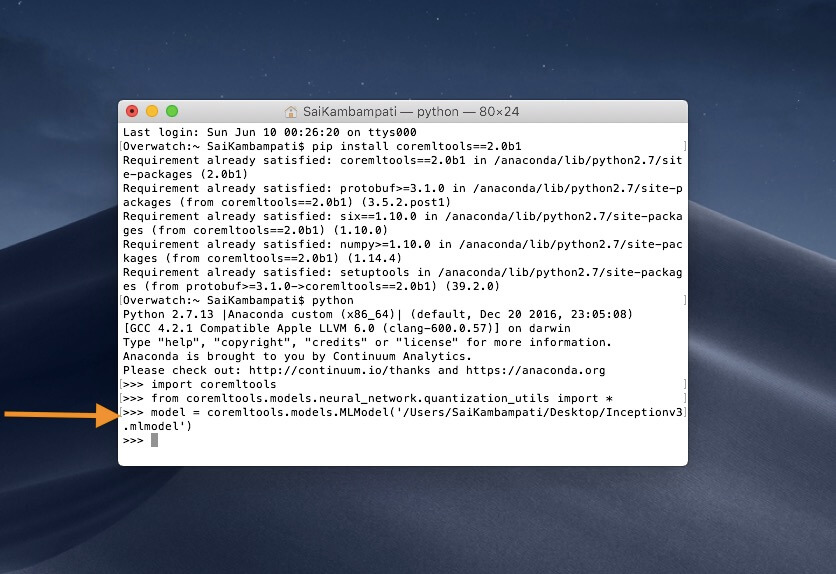 SaiKambampati — python — 80×24
Last login: Sun Jun 10 00:26:20 on ttys000
[Overwatch:~ SaiKambampati$ pip install coremltools==2.0b1 ]
Requirement already satisfied: coremltools==2.0b1 in /anaconda/lib/python2.7/sit
e-packages (2.0b1)
Requirement already satisfied: protobuf>=3.1.0 in /anaconda/lib/python2.7/site-p
ackages (from coremltools==2.0b1) (3.5.2.post1)
Requirement already satisfied: six==1.10.0 in /anaconda/lib/python2.7/site-packa
ges (from coremltools==2.0b1) (1.10.0)
Requirement already satisfied: numpy>=1.10.0 in /anaconda/lib/python2.7/site-pac
kages (from coremltools==2.0b1) (1.14.4)
Requirement already satisfied: setuptools in /anaconda/lib/python2.7/site-packag
es (from protobuf>=3.1.0->coremltools==2.0b1) (39.2.0)
[Overwatch:~ SaiKambampati$ python ]
Python 2.7.13 |Anaconda custom (x86_64)| (default, Dec 20 2016, 23:05:08)
[GCC 4.2.1 Compatible Apple LLVM 6.0 (clang-600.0.57)] on darwin
Type "help", "copyright", "credits" or "license" for more information.
Anaconda is brought to you by Continuum Analytics.
Please check out: http://continuum.io/thanks and https://anaconda.org
[>>> import coremltools ]
[>>> from coremltools.models.neural_network.quantization_utils import * ]
[>>> model = coremltools.models.MLModel('/Users/SaiKambampati/Desktop/Inceptionv3]
.mlmodel')
>>>